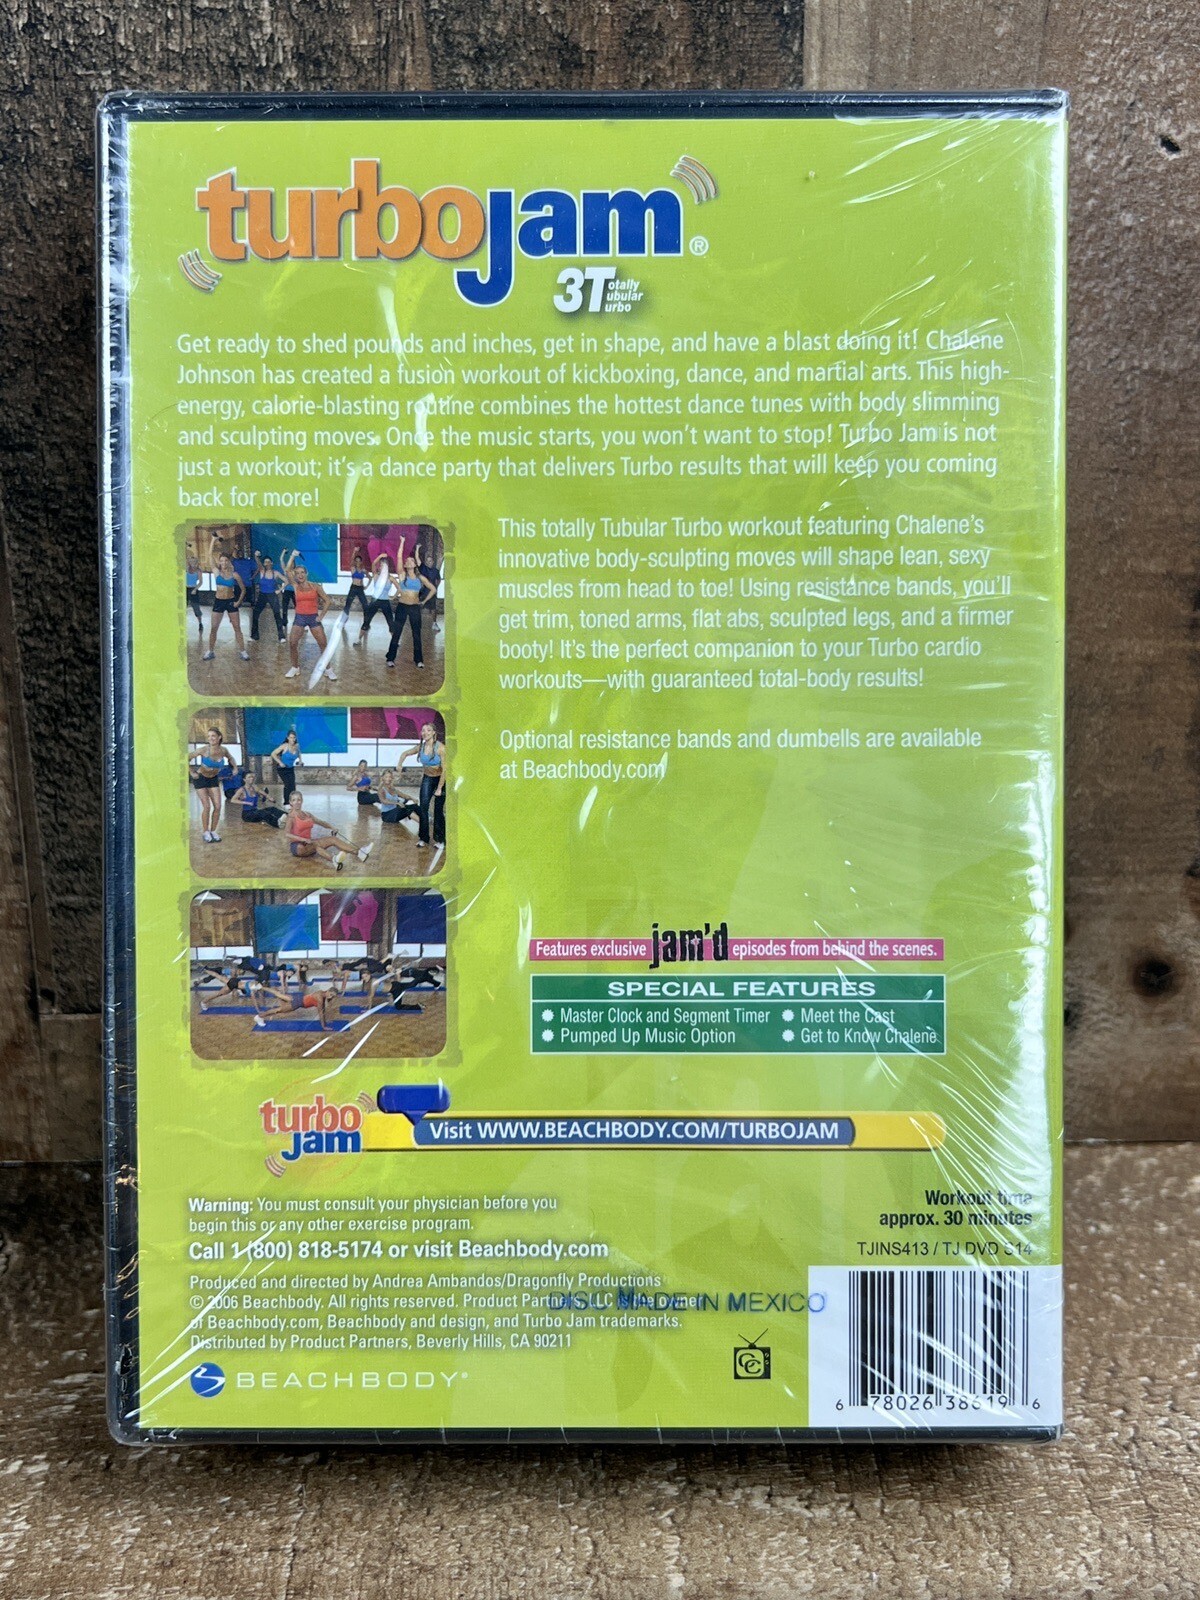 turbojam®
3T otally ubular urbo
Get ready to shed pounds and inches, get in shape, and have a blast doing it! Chalene
Johnson has created a fusion workout of kickboxing, dance, and martial arts. This high-
energy, calorie-blasting routine combines the hottest dance tunes with body slimming
and sculpting moves. Once the music starts, you won't want to stop! Turbo Jam is not
just a workout; it's a dance party that delivers Turbo results that will keep you coming
back for more!
This totally Tubular Turbo workout featuring Chalene's
innovative body-sculpting moves will shape lean, sexy
muscles from head to toe! Using resistance bands, you'll
get trim, toned arms, flat abs, sculpted legs, and a firmer
booty! It's the perfect companion to your Turbo cardio
workouts—with guaranteed total-body results!
Optional resistance bands and dumbells are available
at Beachbody.com
Features exclusive jam'd episodes from behind the scenes.
SPECIAL FEATURES
Master Clock and Segment Timer
Pumped Up Music Option
Meet the Cast
Get to Know Chalene
turbo
jam
Visit WWW.BEACHBODY.COM/TURBOJAM
Warning: You must consult your physician before you
begin this or any other exercise program.
Call 1 (800) 818-5174 or visit Beachbody.com
Workout time
approx. 30 minutes
TJINS413 / TJ DVD S14
Produced and directed by Andrea Ambandos/Dragonfly Productions
© 2006 Beachbody. All rights reserved. Product Partners, LLC is the owner
of Beachbody.com, Beachbody and design, and Turbo Jam trademarks.
Distributed by Product Partners, Beverly Hills, CA 90211
DISC MADE IN MEXICO
BEACHBODY®
CC
6 78026 38619 6